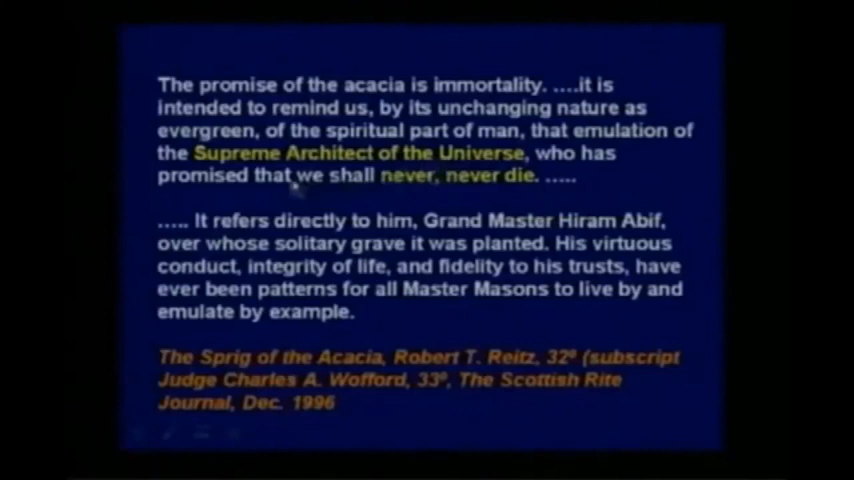 The promise of the acacia is immortality. ....it is
intended to remind us, by its unchanging nature as
evergreen, of the spiritual part of man, that emulation of
the Supreme Architect of the Universe, who has
promised that we shall never, never die. .....
..... It refers directly to him, Grand Master Hiram Abif,
over whose solitary grave it was planted. His virtuous
conduct, integrity of life, and fidelity to his trusts, have
ever been patterns for all Master Masons to live by and
emulate by example.
The Sprig of the Acacia, Robert T. Reitz, 32º (subscript
Judge Charles A. Wofford, 33º, The Scottish Rite
Journal, Dec. 1996